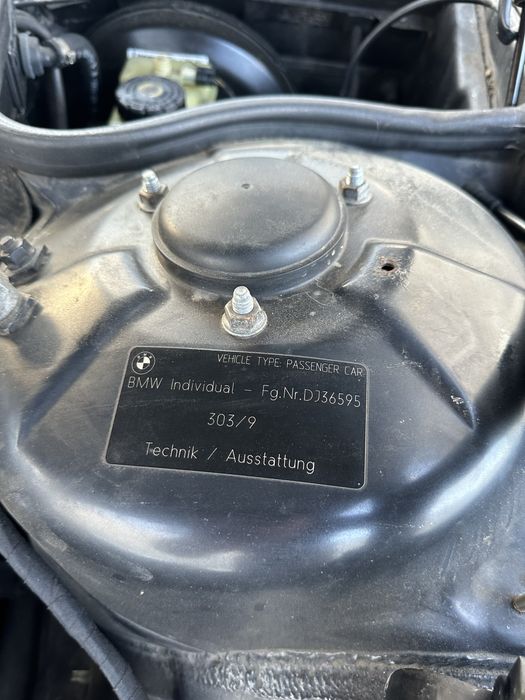 VEHICLE TYPE: PASSENGER CAR
BMW Individual - Fg.Nr.DJ36595
303/9
Technik / Ausstattung